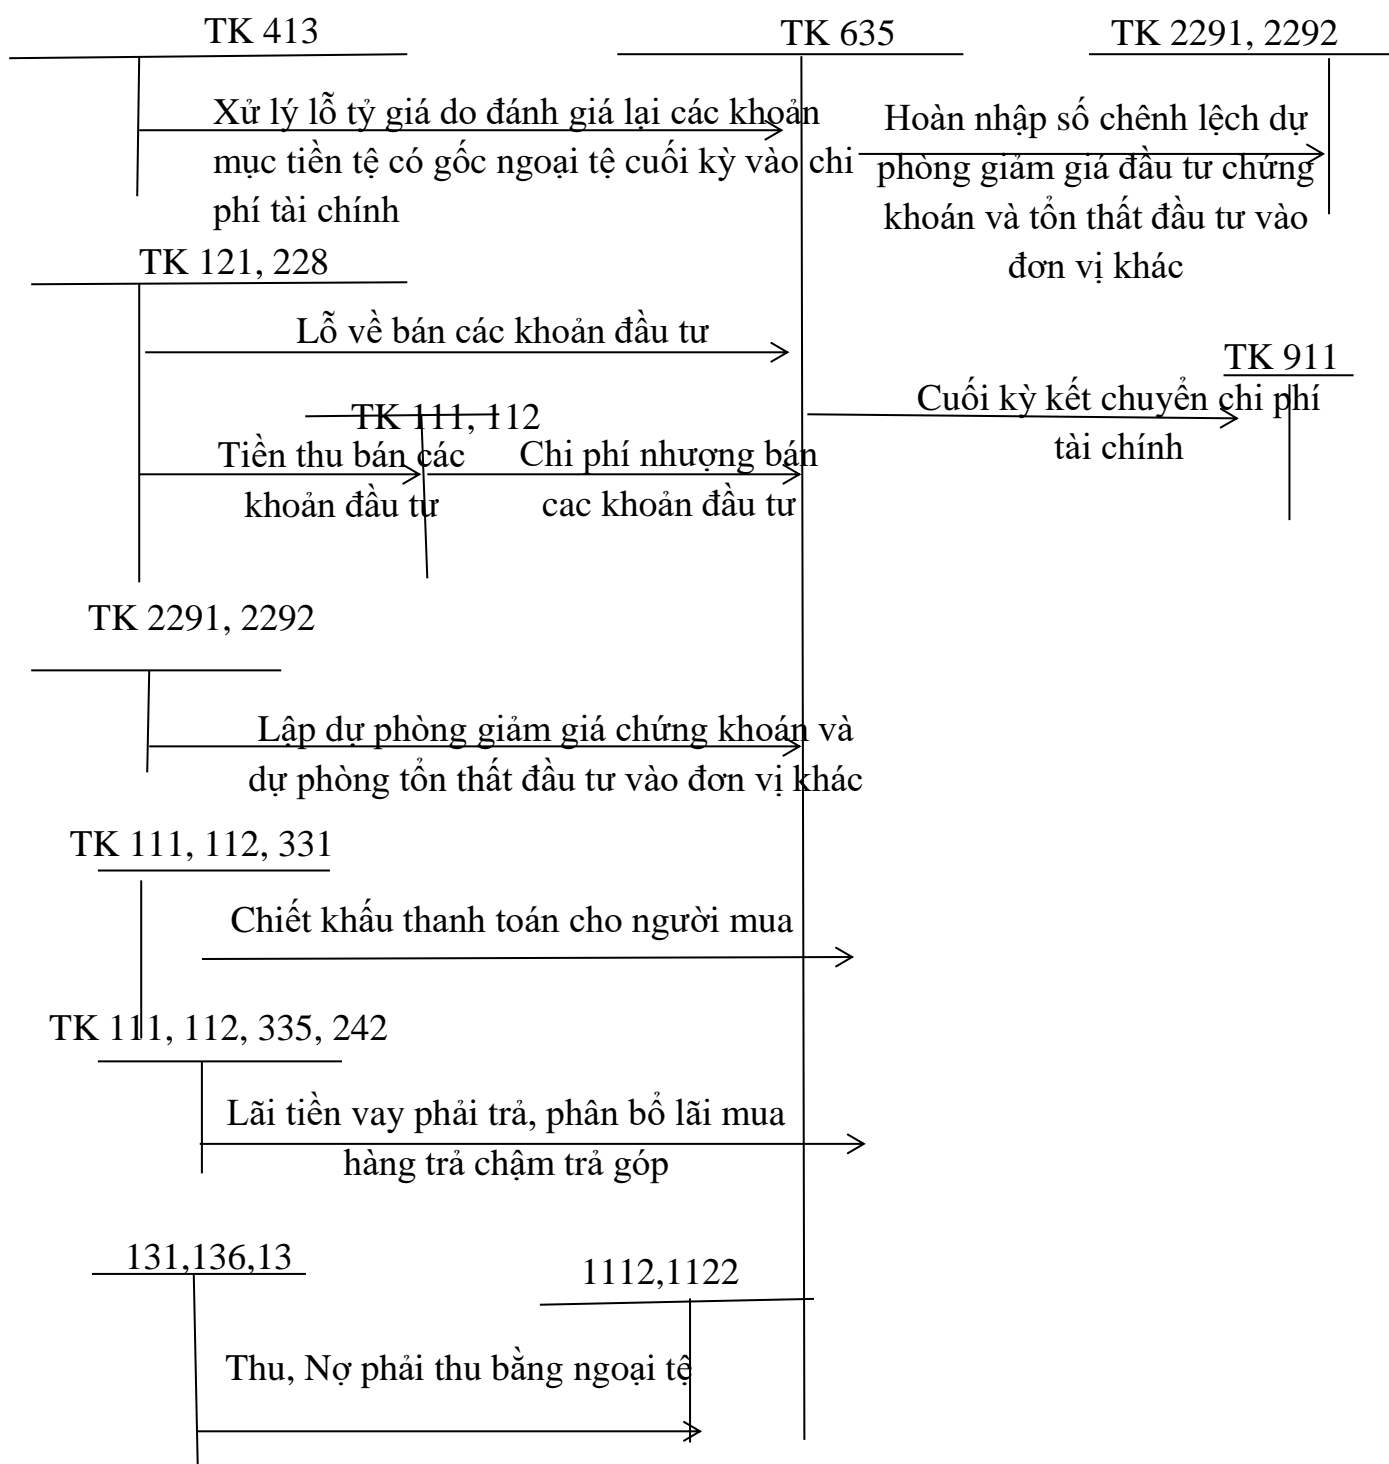 TK 413
TK 635
TK 2291, 2292
Xử lý lỗ tỷ giá do đánh giá lại các khoản
mục tiền tệ có gốc ngoại tệ cuối kỳ vào chi
phí tài chính
Hoàn nhập số chênh lệch dự
phòng giảm giá đầu tư chứng
khoán và tổn thất đầu tư vào
đơn vị khác
TK 121, 228
Lỗ về bán các khoản đầu tư
TK 911
Cuối kỳ kết chuyển chi phí
tài chính
TK 111, 112
Tiền thu bán các
khoản đầu tư
Chi phí nhượng bán
cac khoản đầu tư
TK 2291, 2292
Lập dự phòng giảm giá chứng khoán và
dự phòng tổn thất đầu tư vào đơn vị khác
TK 111, 112, 331
Chiết khấu thanh toán cho người mua
TK 111, 112, 335, 242
Lãi tiền vay phải trả, phân bổ lãi mua
hàng trả chậm trả góp
131,136,13
1112,1122
Thu, Nợ phải thu bằng ngoại tệ